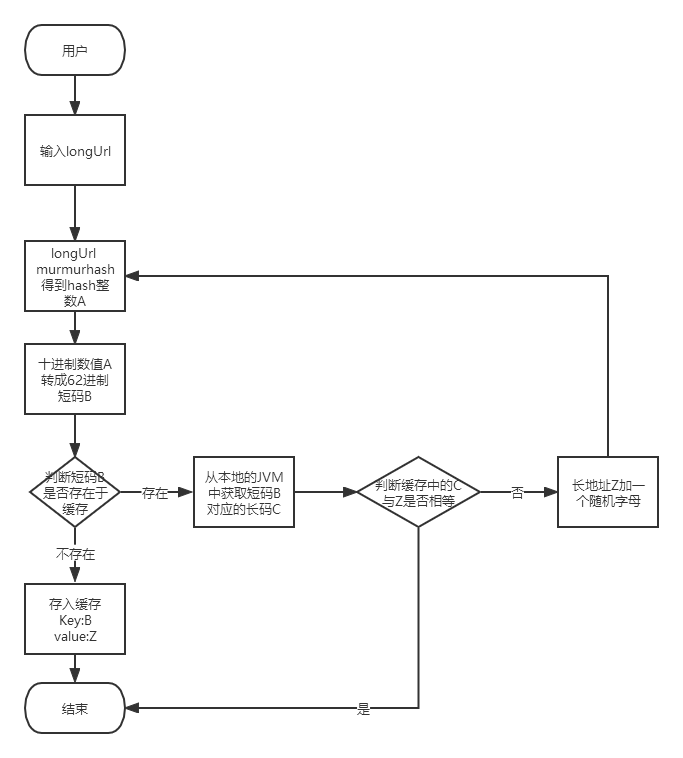 用户
输入longUrl
longUrl
murmurhash
得到hash整
数A
十进制数值A
转成62进制
短码B
判断短码B
是否存在于
缓存
存在
从本地的JVM
中获取短码B
对应的长码C
判断缓存中的C
与Z是否相等
否
长地址Z加一
个随机字母
不存在
存入缓存
Key:B
value:Z
结束
是